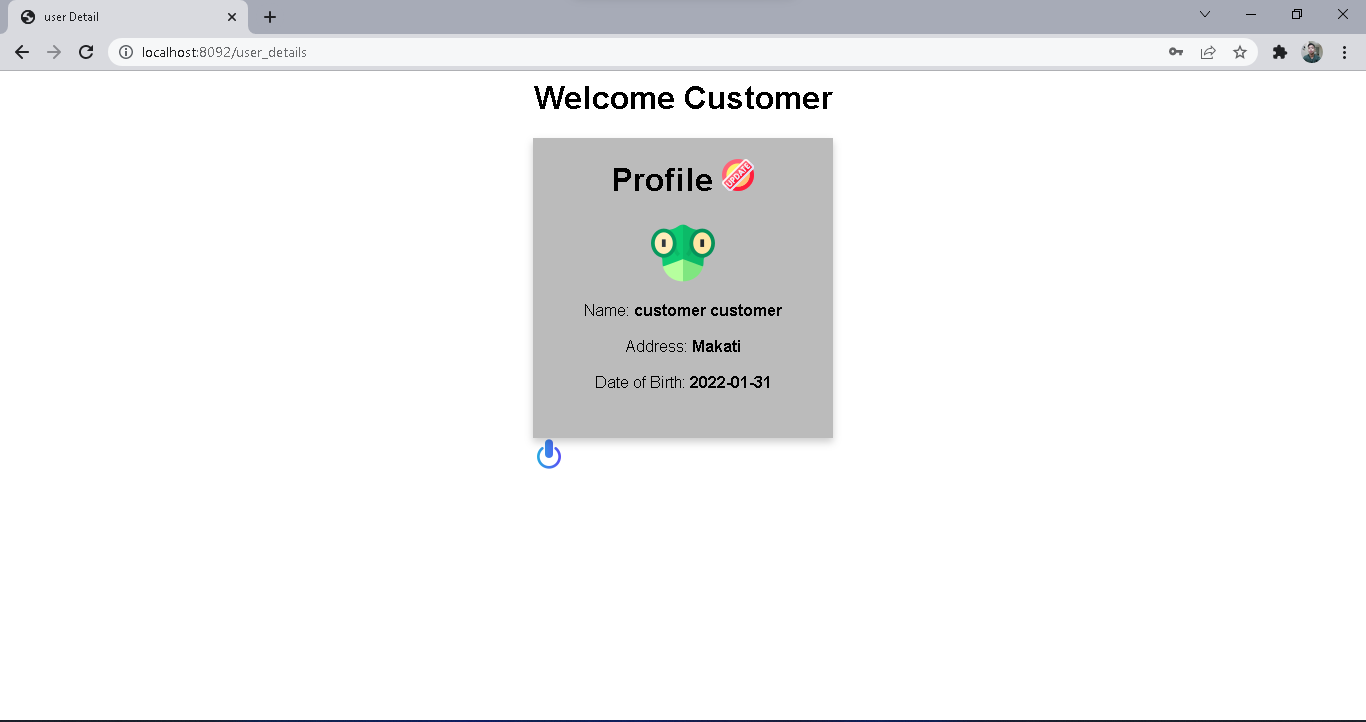 user Detail
localhost:8092/user_details
Welcome Customer
Profile UPDATE
Name: customer customer
Address: Makati
Date of Birth: 2022-01-31